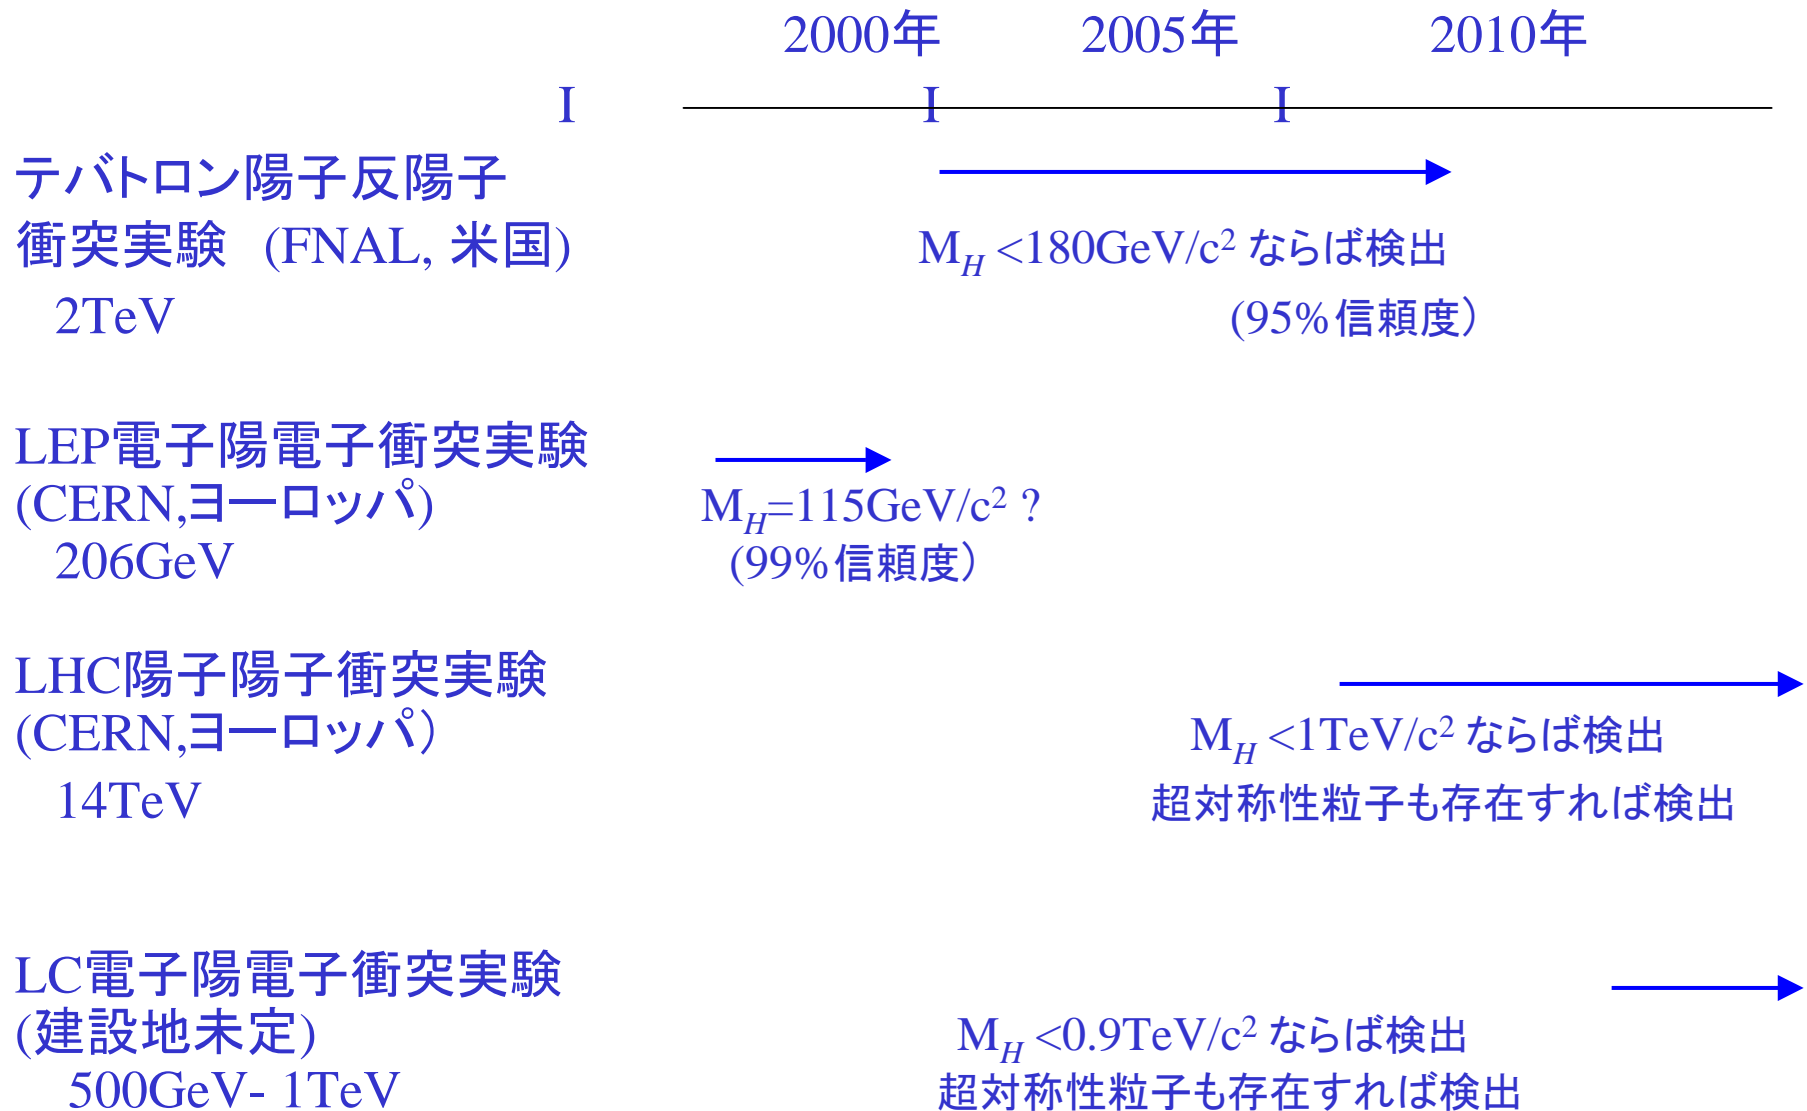 2000年 2005年 2010年
I I I
テバトロン陽子反陽子
衝突実験 (FNAL, 米国)
2TeV
M_H <180GeV/c² ならば検出
(95%信頼度）
LEP電子陽電子衝突実験
(CERN,ヨーロッパ)
206GeV
M_H=115GeV/c² ?
(99%信頼度）
LHC陽子陽子衝突実験
(CERN,ヨーロッパ）
14TeV
M_H <1TeV/c² ならば検出
超対称性粒子も存在すれば検出
LC電子陽電子衝突実験
(建設地未定)
500GeV- 1TeV
M_H <0.9TeV/c² ならば検出
超対称性粒子も存在すれば検出